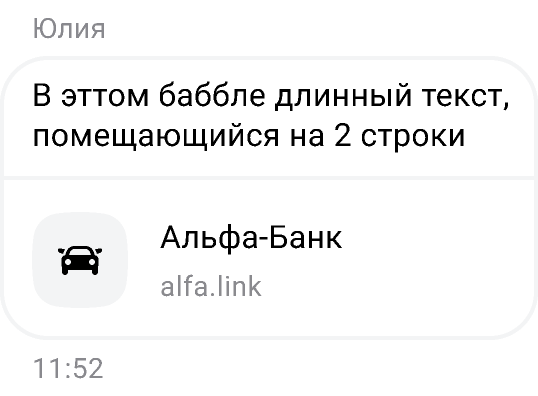 Юлия
В эттом баббле длинный текст,
помещающийся на 2 строки
Альфа-Банк
alfa.link
11:52